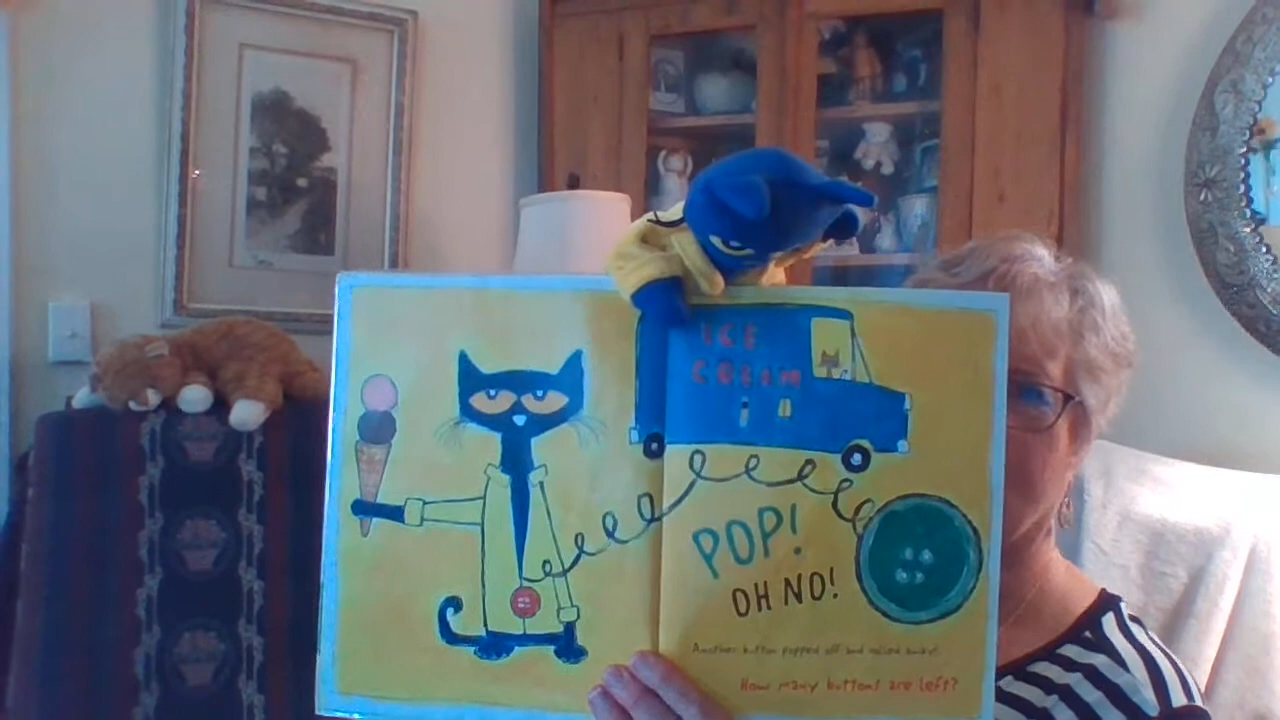 ICE
CREAM
POP!
OH NO!
Another button popped off and rolled away!
How many buttons are left?